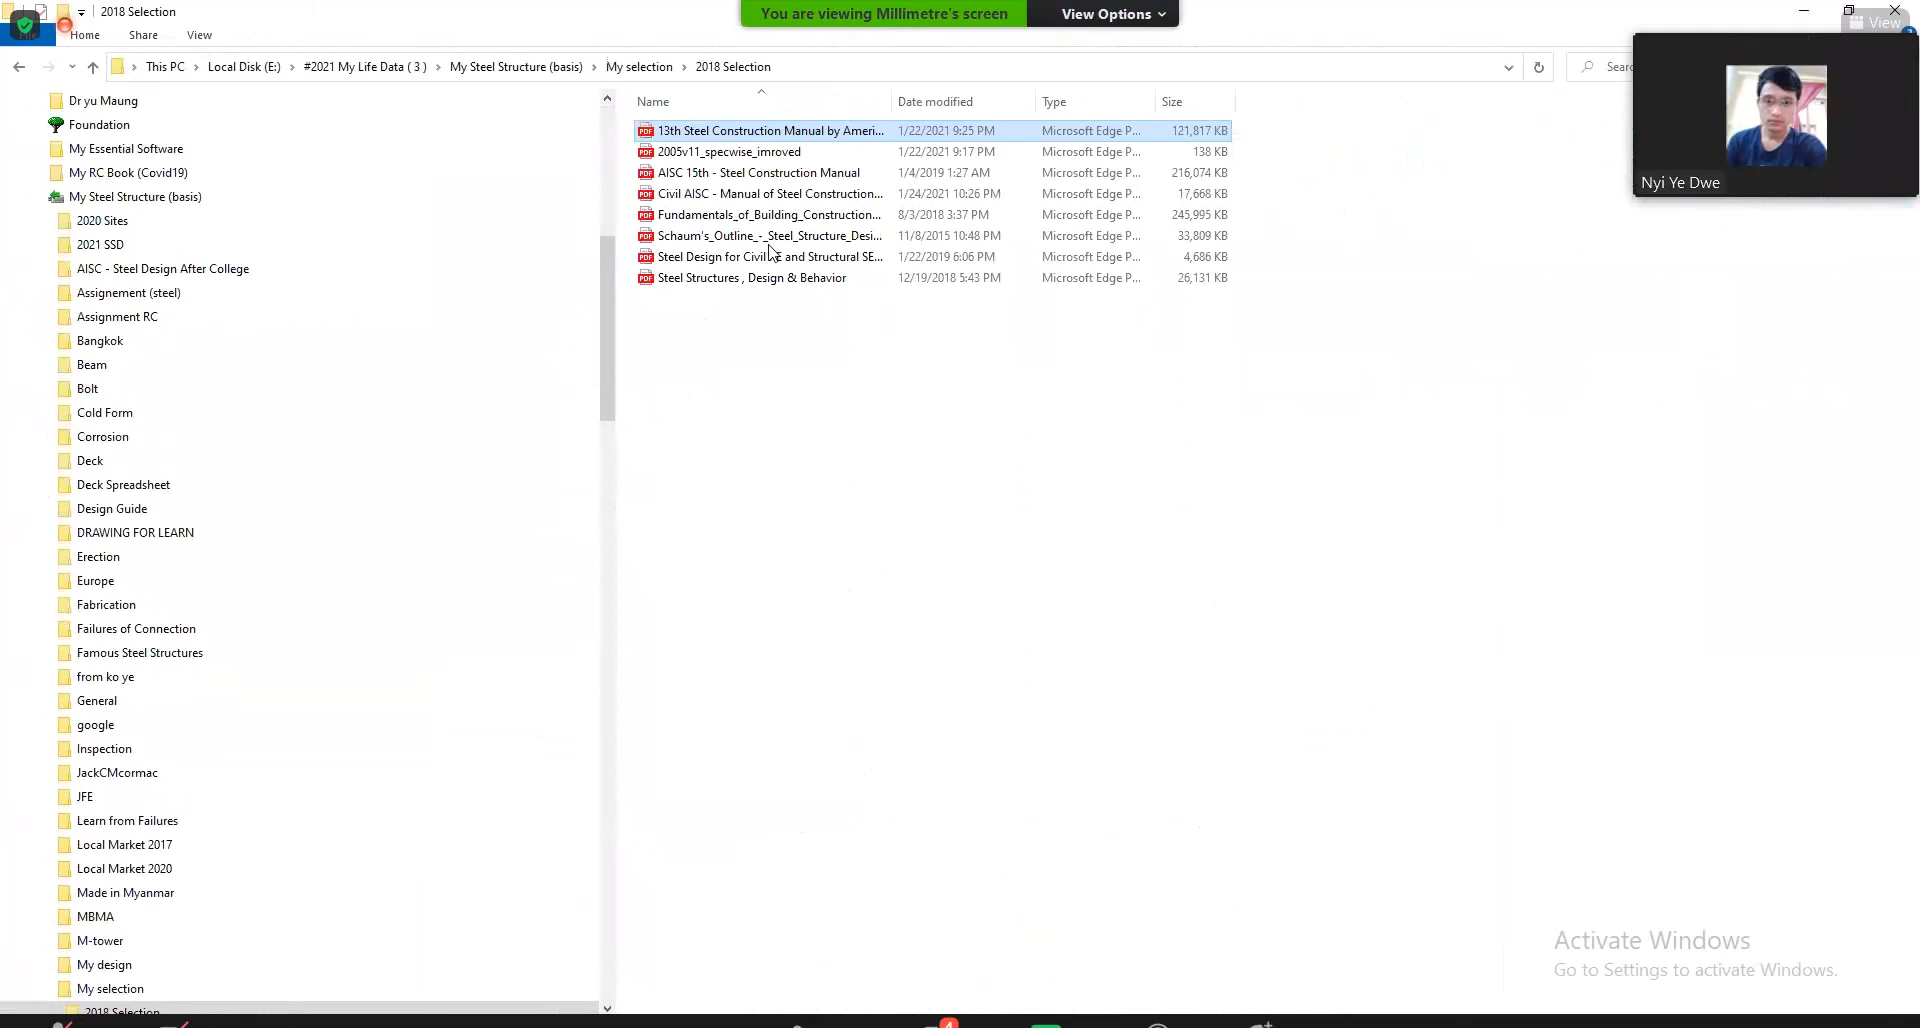 2018 Selection
You are viewing Millimetre's screen
View Options
View
Home Share View
This PC Local Disk (E:) #2021 My Life Data ( 3 ) My Steel Structure (basis) My selection 2018 Selection
Sear
Nyi Ye Dwe
Dr yu Maung
Foundation
My Essential Software
My RC Book (Covid19)
My Steel Structure (basis)
2020 Sites
2021 SSD
AISC - Steel Design After College
Assignement (steel)
Assignment RC
Bangkok
Beam
Bolt
Cold Form
Corrosion
Deck
Deck Spreadsheet
Design Guide
DRAWING FOR LEARN
Erection
Europe
Fabrication
Failures of Connection
Famous Steel Structures
from ko ye
General
google
Inspection
JackCMcormac
JFE
Learn from Failures
Local Market 2017
Local Market 2020
Made in Myanmar
MBMA
M-tower
My design
My selection
2018 Selection
Name Date modified Type Size
PDF 13th Steel Construction Manual by Ameri... 1/22/2021 9:25 PM Microsoft Edge P... 121,817 KB
PDF 2005v11_specwise_imroved 1/22/2021 9:17 PM Microsoft Edge P... 138 KB
PDF AISC 15th - Steel Construction Manual 1/4/2019 1:27 AM Microsoft Edge P... 216,074 KB
PDF Civil AISC - Manual of Steel Construction... 1/24/2021 10:26 PM Microsoft Edge P... 17,668 KB
PDF Fundamentals_of_Building_Construction... 8/3/2018 3:37 PM Microsoft Edge P... 245,995 KB
PDF Schaum's_Outline_-_Steel_Structure_Desi... 11/8/2015 10:48 PM Microsoft Edge P... 33,809 KB
PDF Steel Design for Civil PE and Structural SE... 1/22/2019 6:06 PM Microsoft Edge P... 4,686 KB
PDF Steel Structures , Design & Behavior 12/19/2018 5:43 PM Microsoft Edge P... 26,131 KB
Activate Windows
Go to Settings to activate Windows.
4